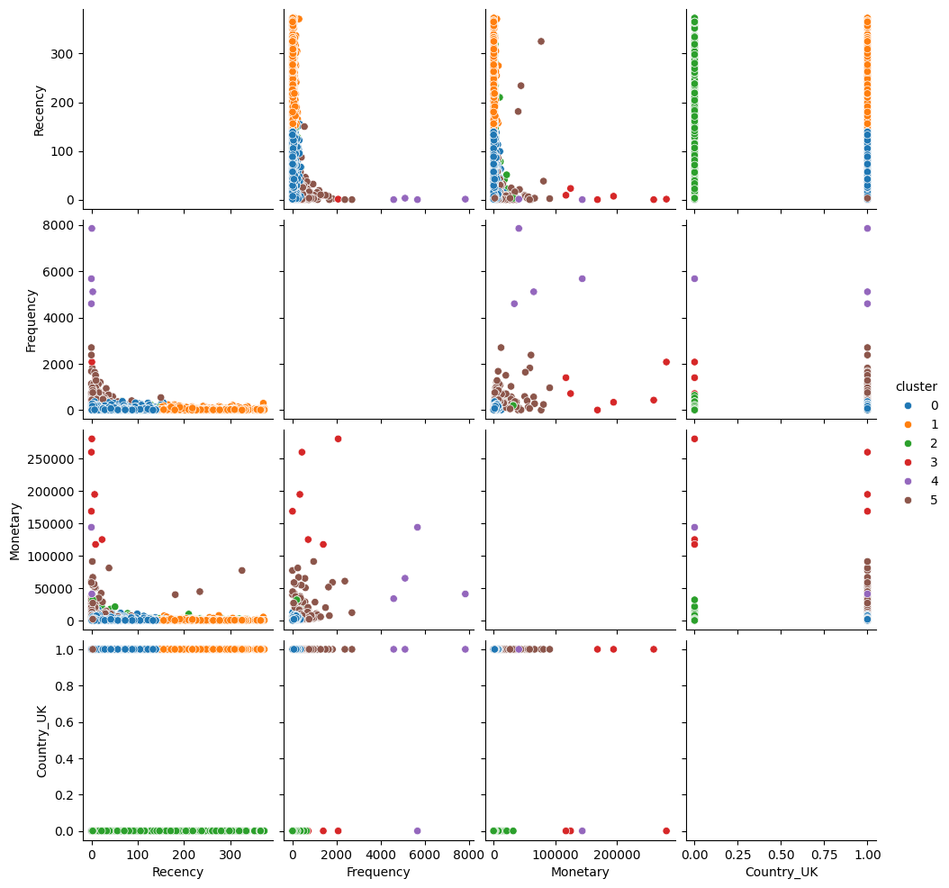 300
200
100
0
Recency
8000
6000
4000
2000
0
Frequency
cluster
0
1
2
3
4
5
250000
200000
150000
100000
50000
0
Monetary
1.0
0.8
0.6
0.4
0.2
0.0
Country_UK
0 100 200 300
0 2000 4000 6000 8000
0 100000 200000
0.00 0.25 0.50 0.75 1.00
Recency Frequency Monetary Country_UK